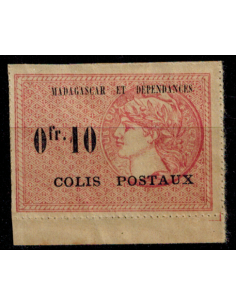 MADAGASCAR ET DÉPENDANCES
0fr.10
COLIS POSTAUX